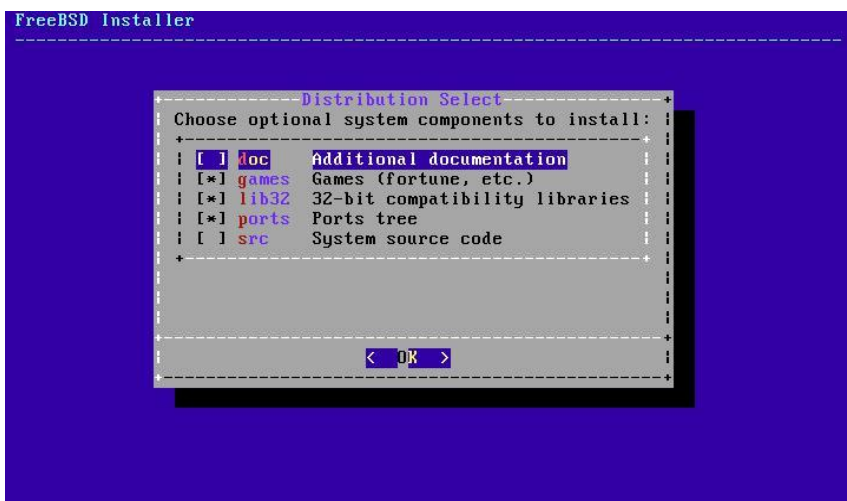 FreeBSD Installer
Distribution Select
Choose optional system components to install:
[ ] doc Additional documentation
[*] games Games (fortune, etc.)
[*] lib32 32-bit compatibility libraries
[*] ports Ports tree
[ ] src System source code
< OK >